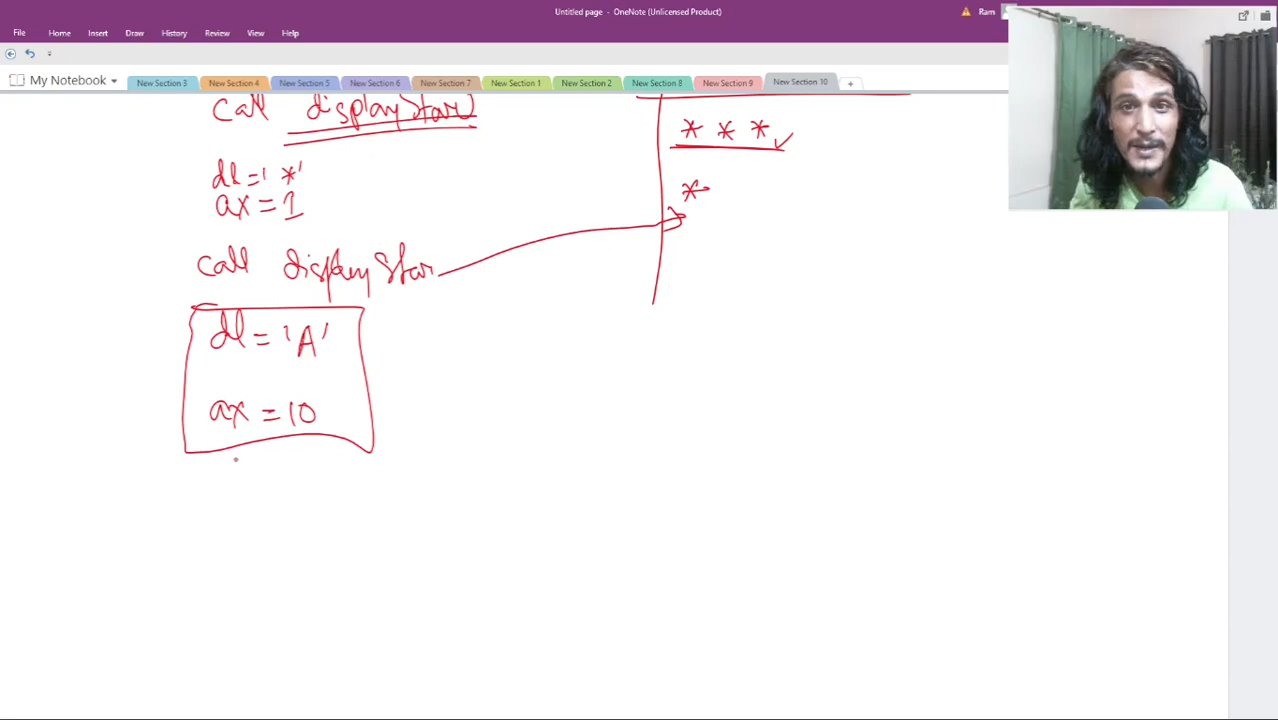 Untitled page - OneNote (Unlicensed Product)
Ram
File Home Insert Draw History Review View Help
My Notebook
New Section 3 New Section 4 New Section 5 New Section 6 New Section 7 New Section 1 New Section 2 New Section 8 New Section 9 New Section 10
call displayStar
* * *
dl='*'
ax=1
*
call displayStar
dl='A'
ax=10